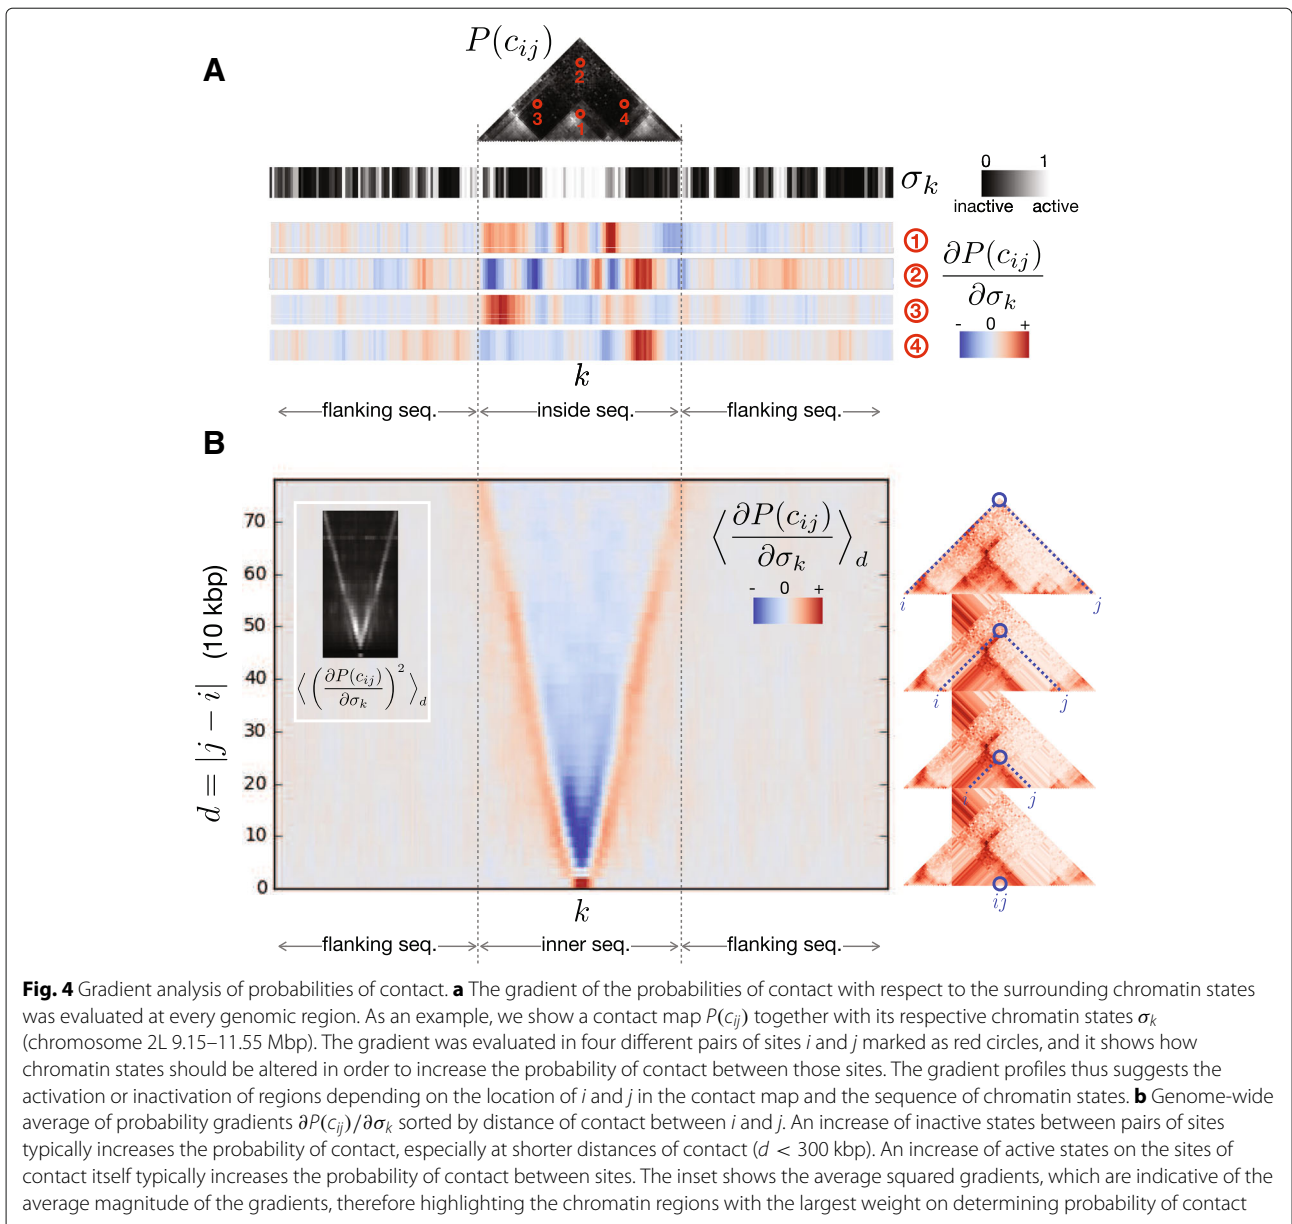 A
P(c_{ij})
2
3
4
1
σ_k
0 1
inactive active
①
②
③
④
∂P(c_{ij})
∂σ_k
- 0 +
k
flanking seq. inside seq. flanking seq.
B
70
60
50
40
30
20
10
0
d = |j − i| (10 kbp)
⟨(∂P(c_{ij})/∂σ_k)^2⟩_d
⟨∂P(c_{ij})/∂σ_k⟩_d
- 0 +
i j
i j
i j
ij
k
flanking seq. inner seq. flanking seq.
Fig. 4 Gradient analysis of probabilities of contact. a The gradient of the probabilities of contact with respect to the surrounding chromatin states
was evaluated at every genomic region. As an example, we show a contact map P(c_{ij}) together with its respective chromatin states σ_k
(chromosome 2L 9.15–11.55 Mbp). The gradient was evaluated in four different pairs of sites i and j marked as red circles, and it shows how
chromatin states should be altered in order to increase the probability of contact between those sites. The gradient profiles thus suggests the
activation or inactivation of regions depending on the location of i and j in the contact map and the sequence of chromatin states. b Genome-wide
average of probability gradients ∂P(c_{ij})/∂σ_k sorted by distance of contact between i and j. An increase of inactive states between pairs of sites
typically increases the probability of contact, especially at shorter distances of contact (d < 300 kbp). An increase of active states on the sites of
contact itself typically increases the probability of contact between sites. The inset shows the average squared gradients, which are indicative of the
average magnitude of the gradients, therefore highlighting the chromatin regions with the largest weight on determining probability of contact